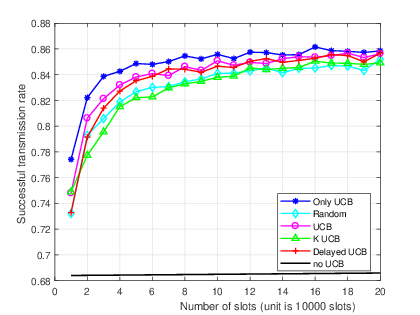 0.88
0.86
0.84
0.82
0.8
0.78
0.76
0.74
0.72
0.7
0.68
Successful transmission rate
Only UCB
Random
UCB
K UCB
Delayed UCB
no UCB
0 2 4 6 8 10 12 14 16 18 20
Number of slots (unit is 10000 slots)